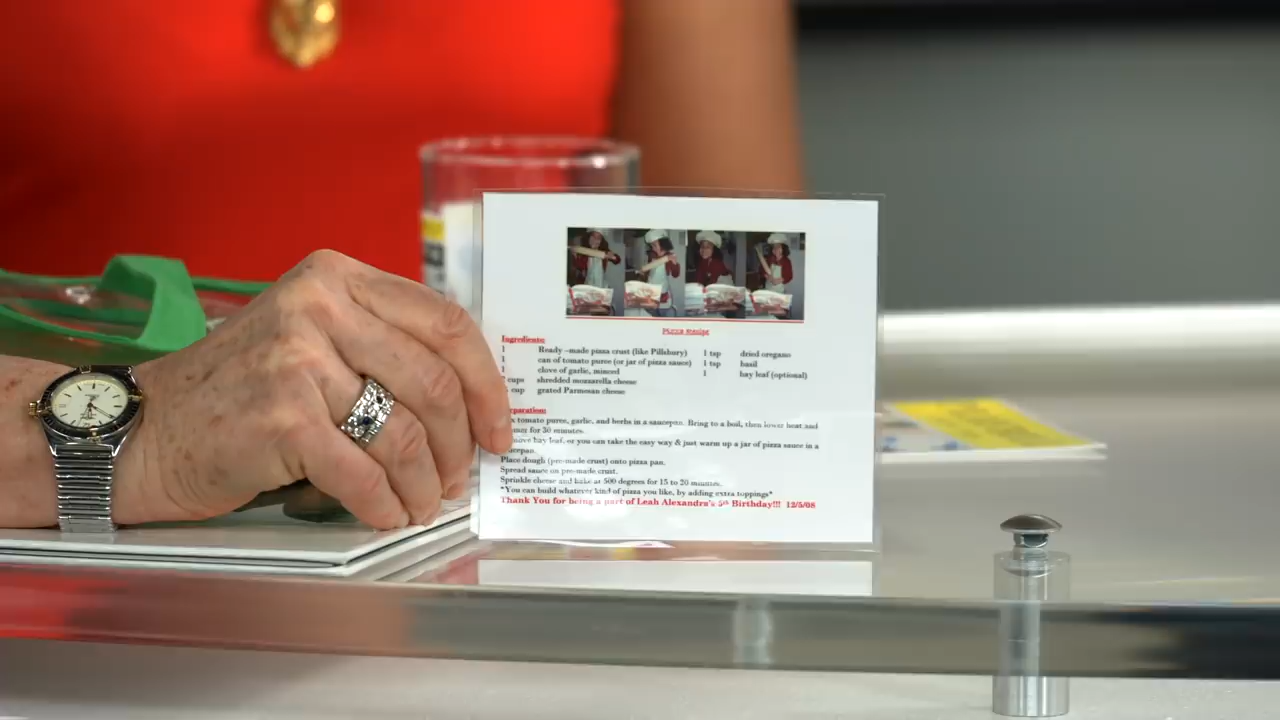 Pizza Recipe
Ingredients
1 Ready -made pizza crust (like Pillsbury) 1 tsp dried oregano
1 can of tomato puree (or jar of pizza sauce) 1 tsp basil
1 clove of garlic, minced 1 bay leaf (optional)
cups shredded mozzarella cheese
cup grated Parmesan cheese
eparation:
x tomato puree, garlic, and herbs in a saucepan. Bring to a boil, then lower heat and
mer for 30 minutes.
move bay leaf, or you can take the easy way & just warm up a jar of pizza sauce in a
cepan.
Place dough (pre-made crust) onto pizza pan.
Spread sauce on pre-made crust.
Sprinkle cheese and bake at 500 degrees for 15 to 20 minutes.
*You can build whatever kind of pizza you like, by adding extra toppings*
Thank You for being a part of Leah Alexandra's 5th Birthday!!! 12/5/08